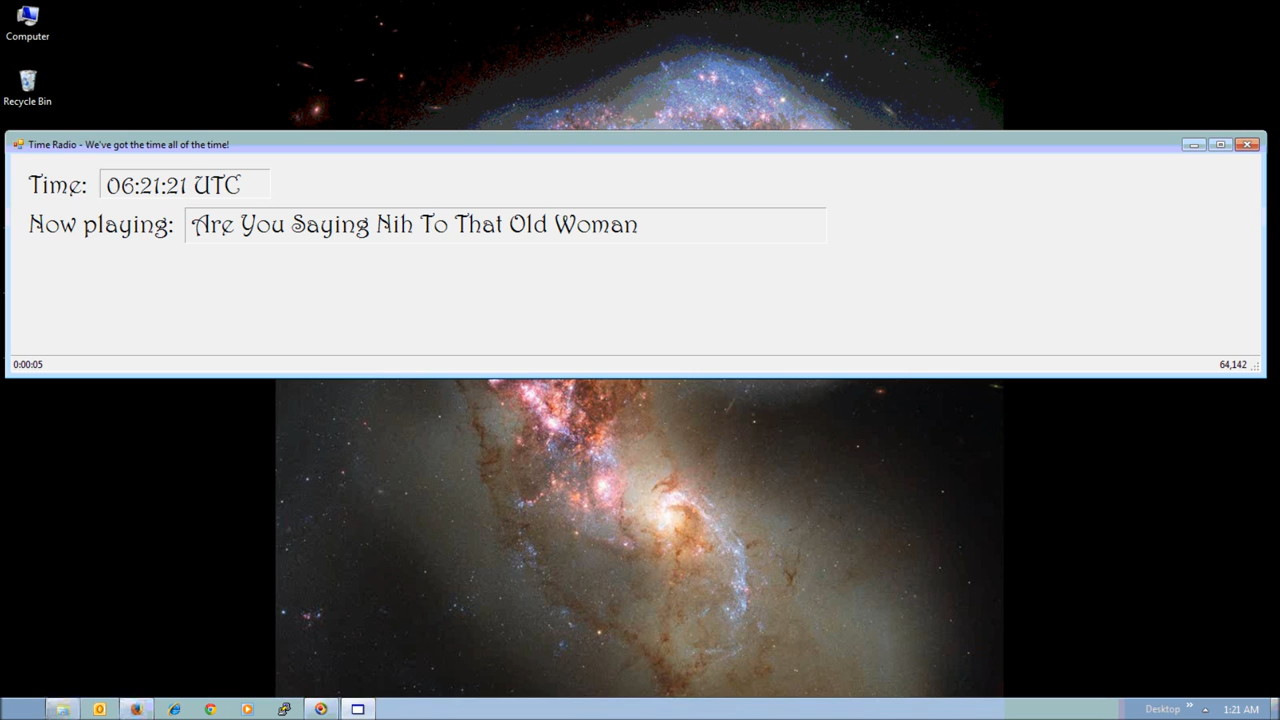 Computer
Recycle Bin
Time Radio - We've got the time all of the time!
Time: 06:21:21 UTC
Now playing: Are You Saying Nih To That Old Woman
0:00:05 64,142
Desktop » 1:21 AM